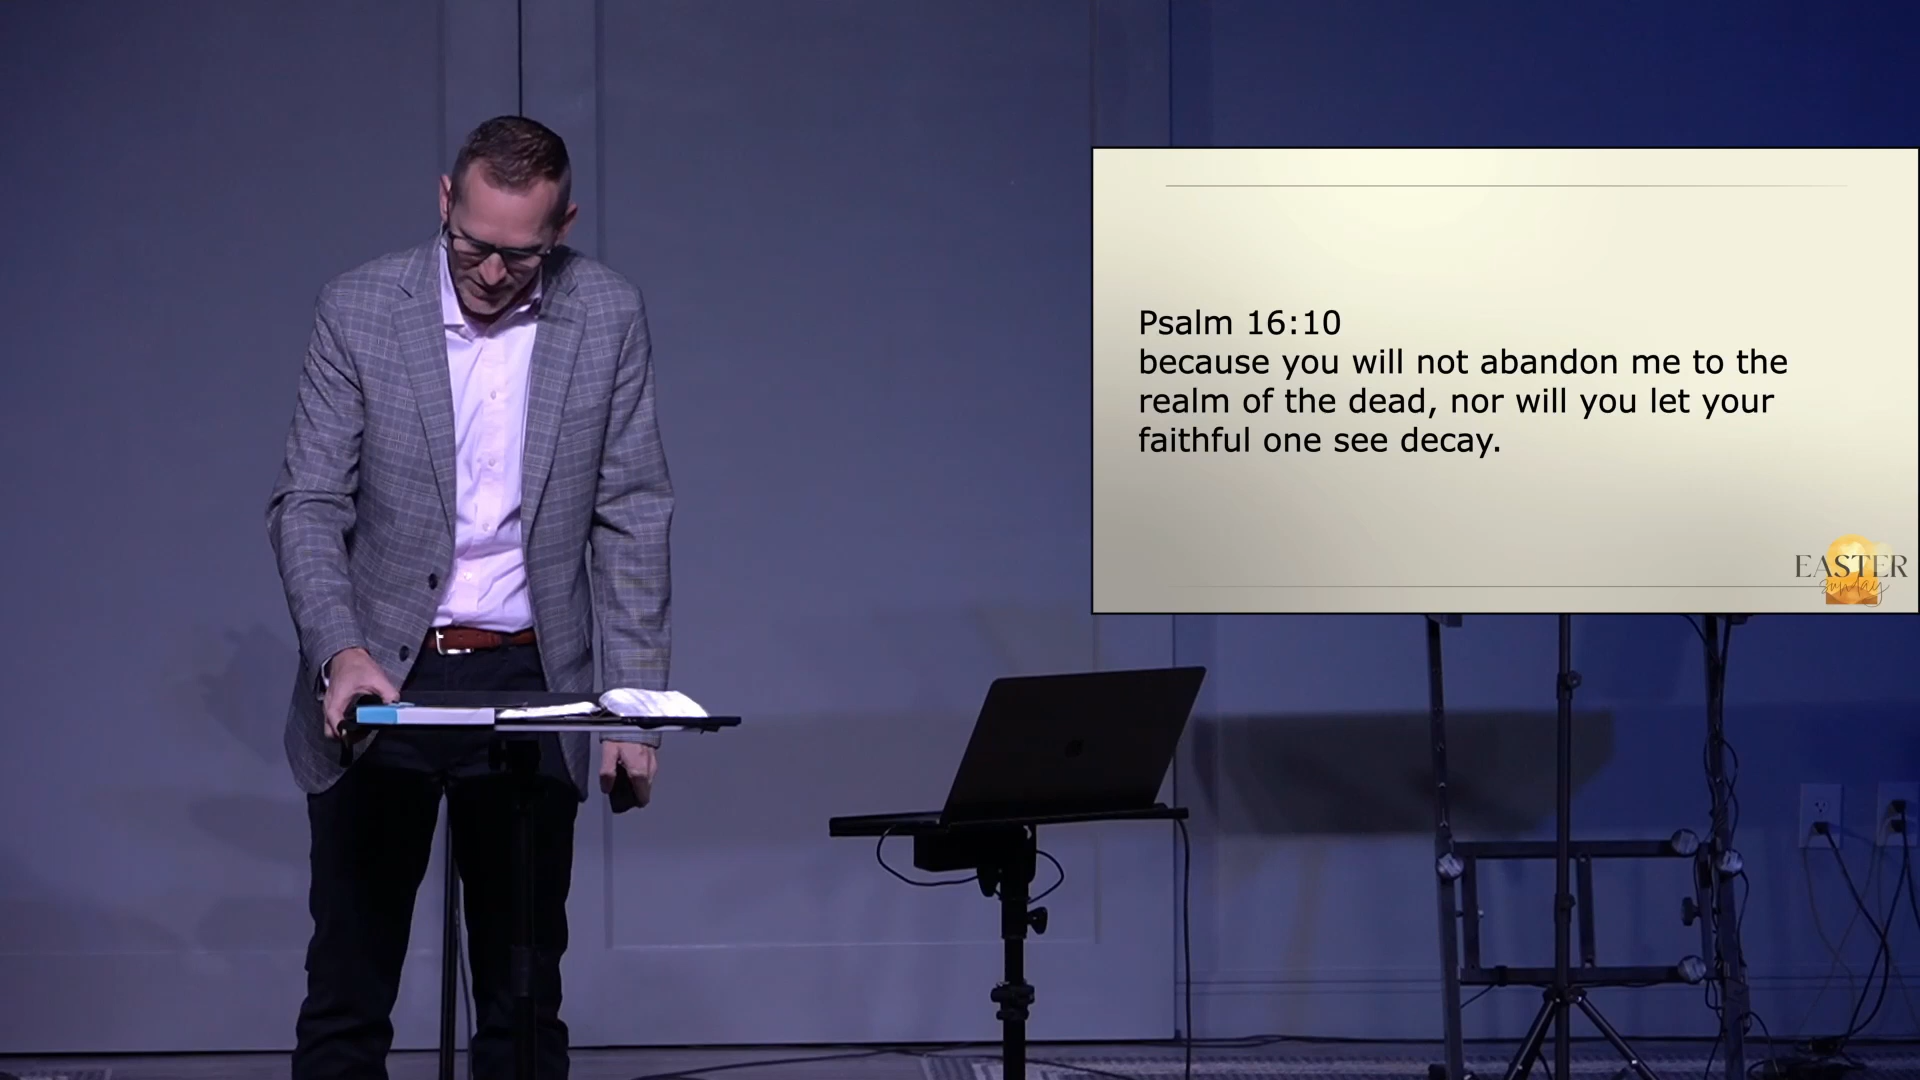 Psalm 16:10
because you will not abandon me to the
realm of the dead, nor will you let your
faithful one see decay.
EASTER
sunday